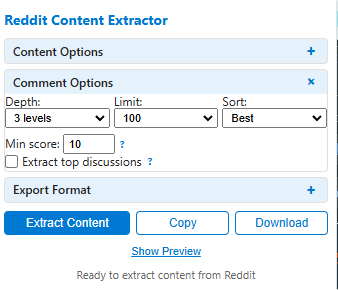 Reddit Content Extractor
Content Options +
Comment Options ×
Depth: Limit: Sort:
3 levels 100 Best
Min score: 10 ?
Extract top discussions ?
Export Format +
Extract Content Copy Download
Show Preview
Ready to extract content from Reddit